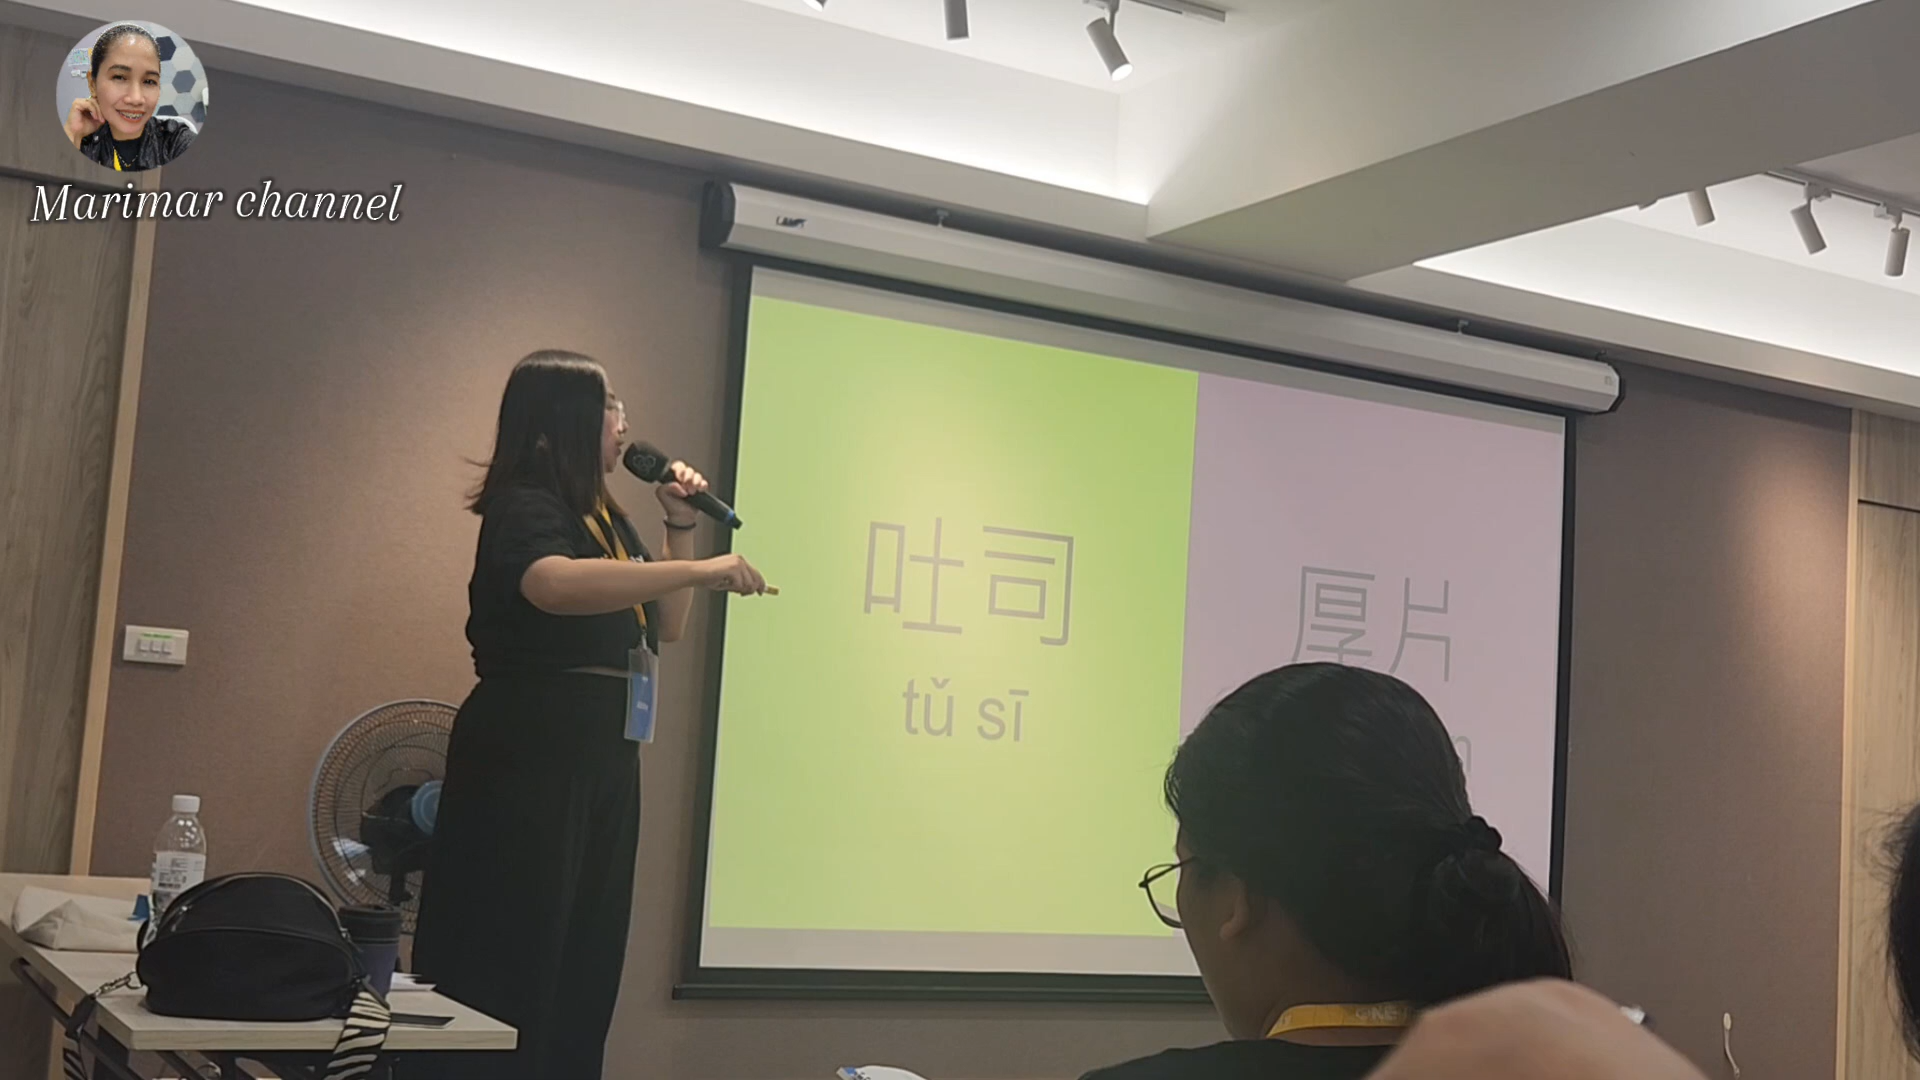 Marimar channel
吐司
tǔ sī
厚片